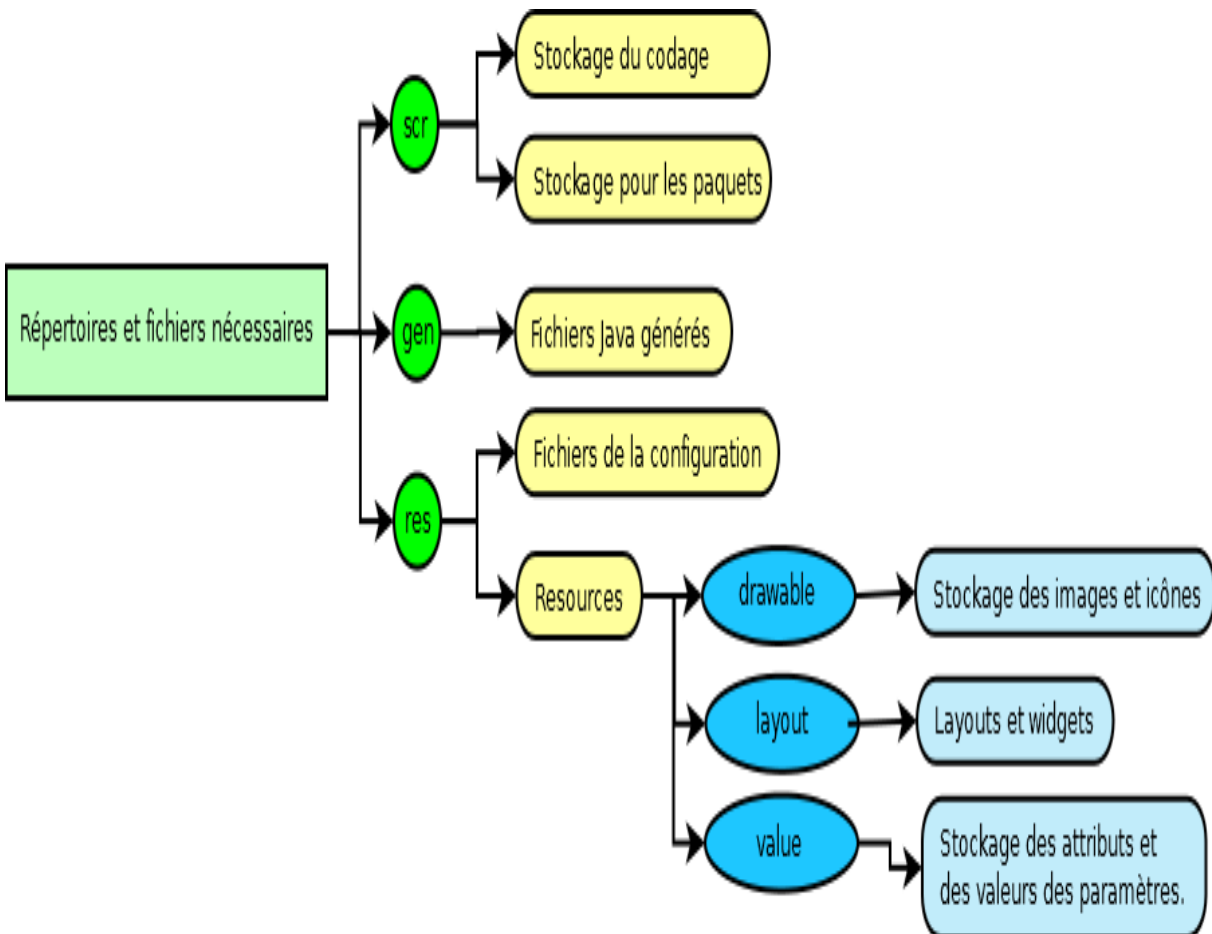 Stockage du codage
scr
Stockage pour les paquets
Répertoires et fichiers nécessaires
gen
Fichiers Java générés
Fichiers de la configuration
res
Resources
drawable
Stockage des images et icônes
layout
Layouts et widgets
value
Stockage des attributs et
des valeurs des paramètres.